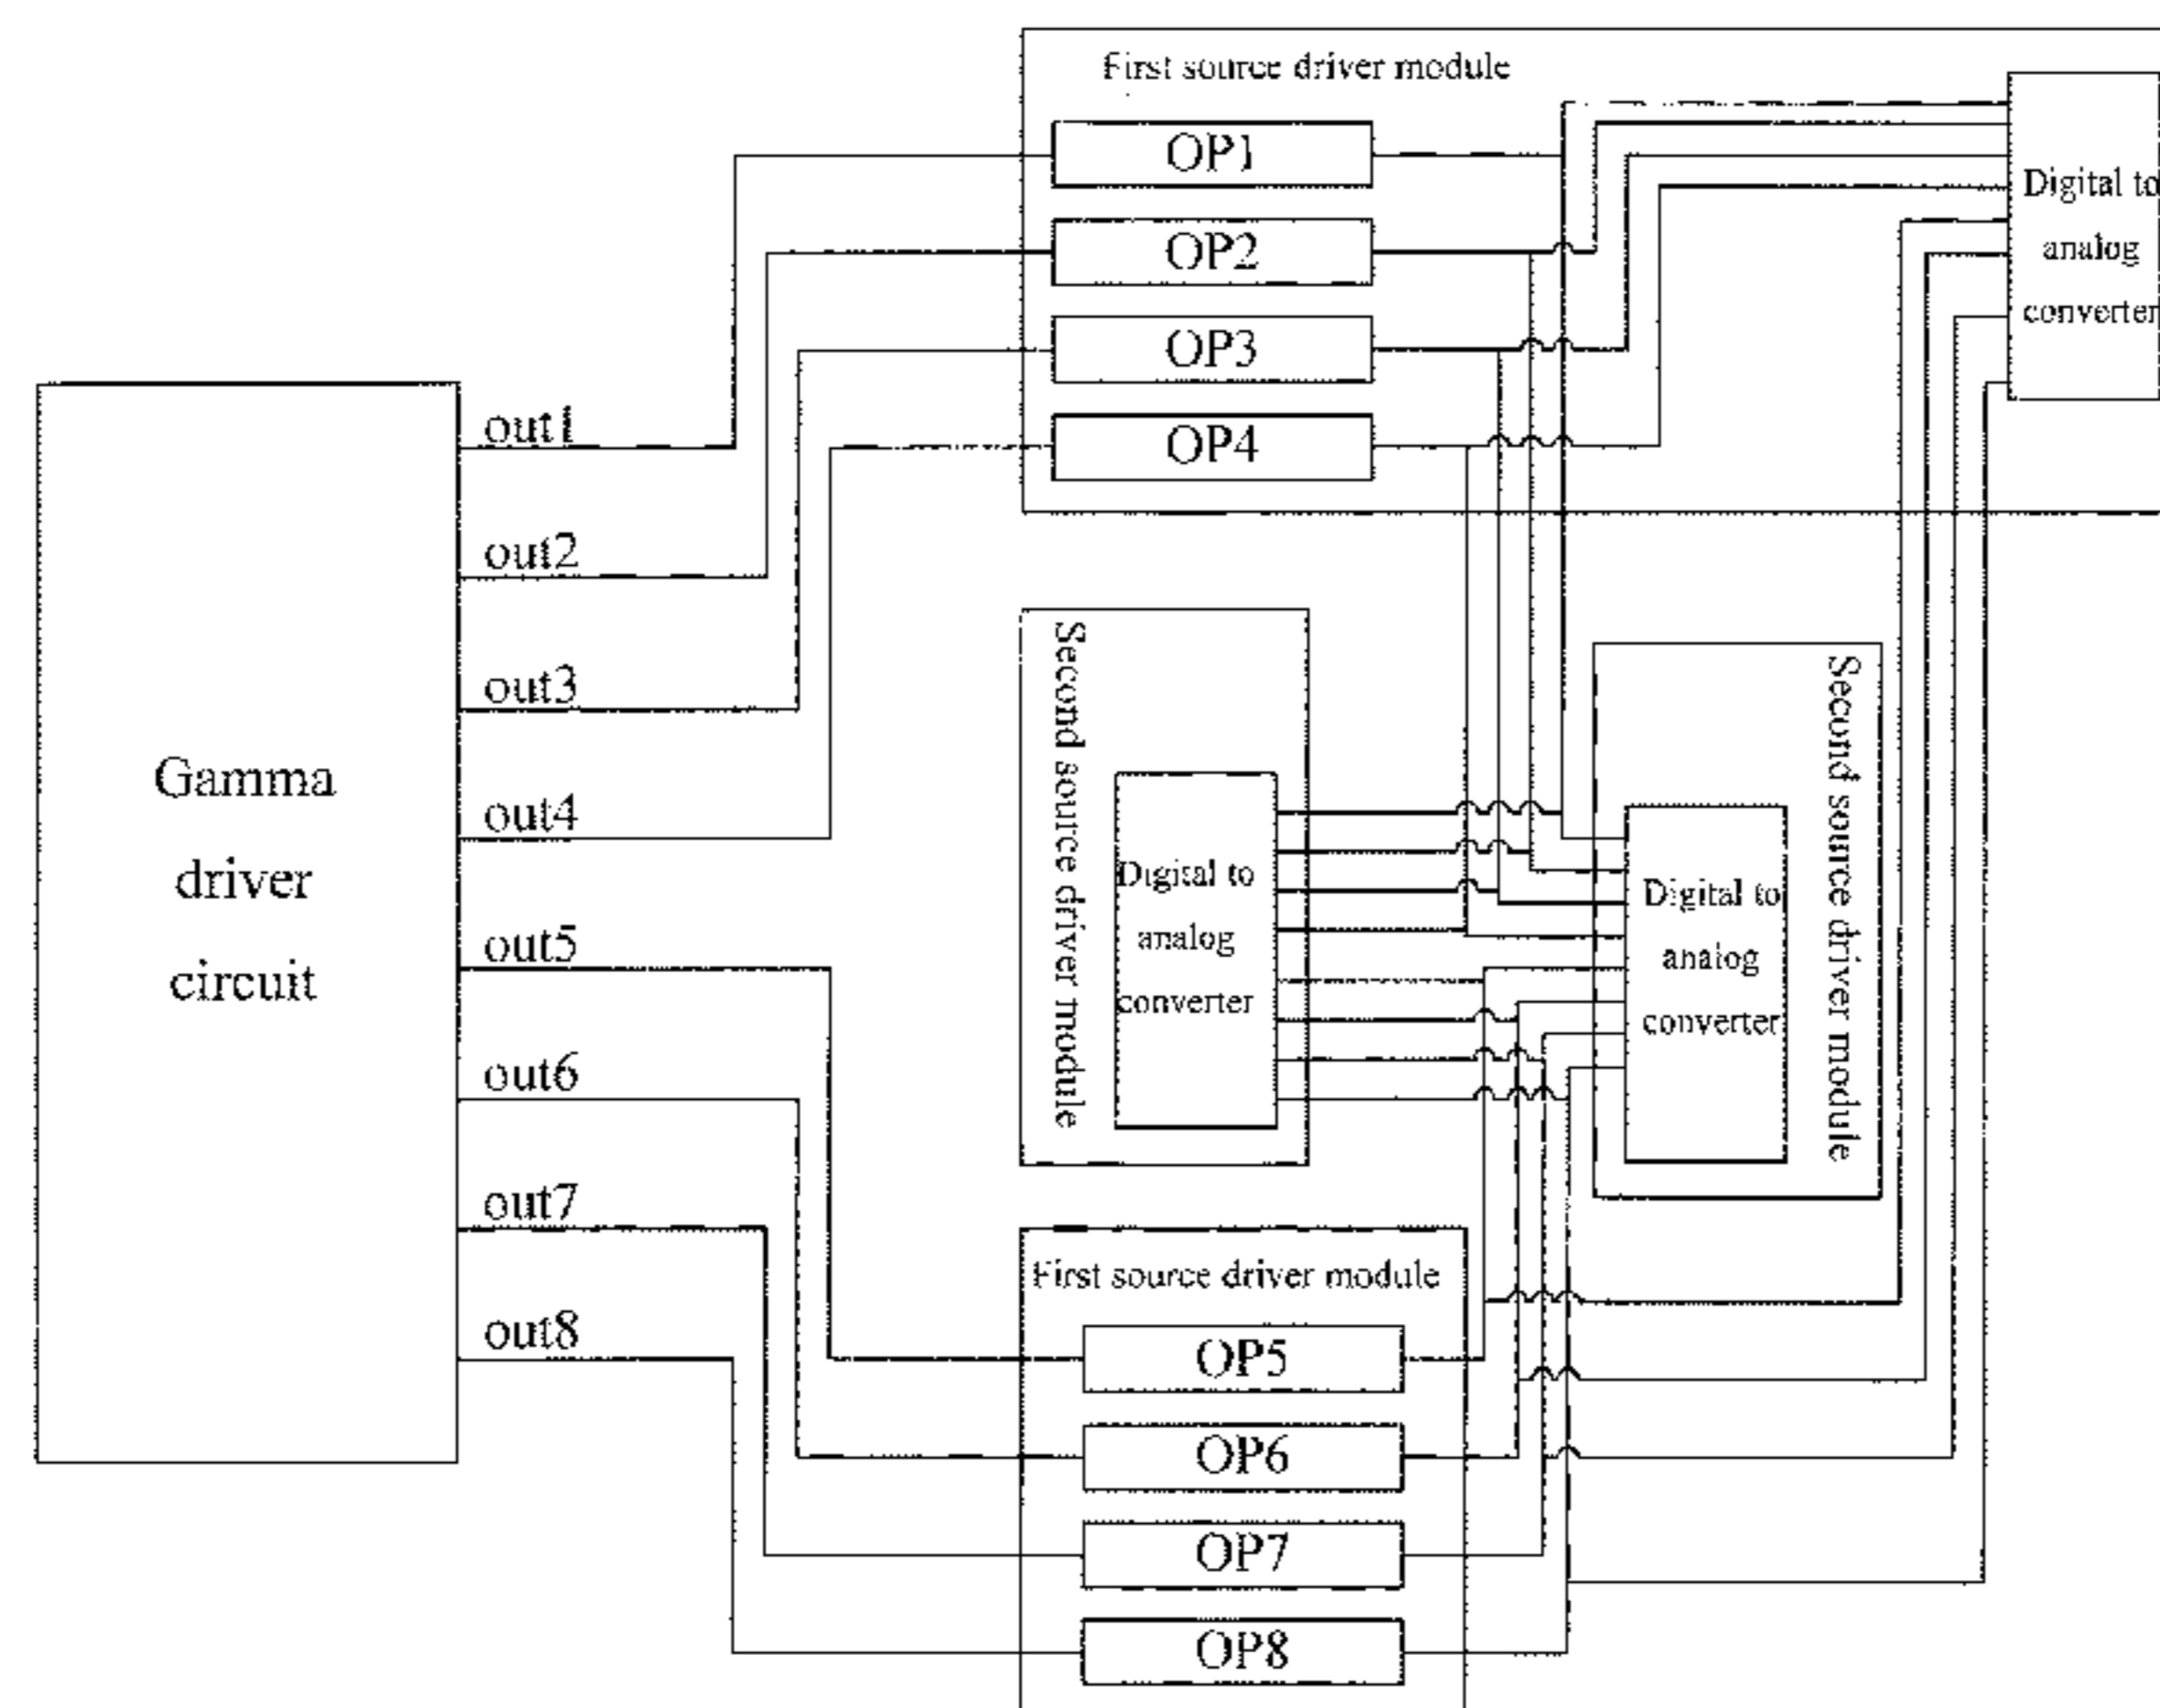 First source driver module
OP1
OP2
OP3
OP4
Digital to
analog
converter
out1
out2
out3
out4
out5
out6
out7
out8
Gamma
driver
circuit
Second source driver module
Digital to
analog
converter
Second source driver module
Digital to
analog
converter
First source driver module
OP5
OP6
OP7
OP8